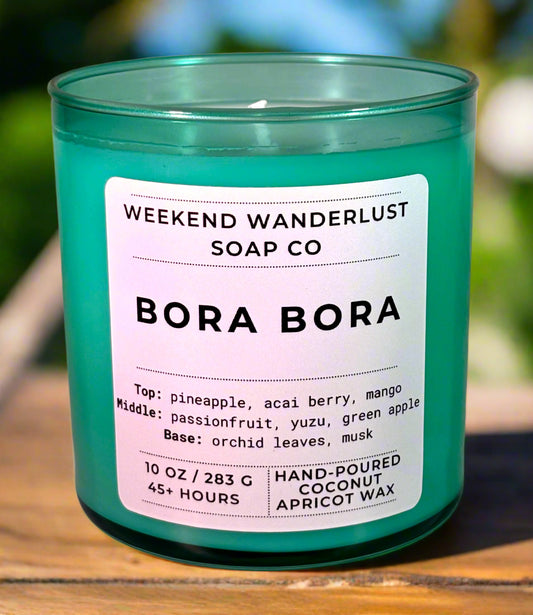 WEEKEND WANDERLUST
SOAP CO
BORA BORA
Top: pineapple, acai berry, mango
Middle: passionfruit, yuzu, green apple
Base: orchid leaves, musk
10 OZ / 283 G
45+ HOURS
HAND-POURED
COCONUT
APRICOT WAX